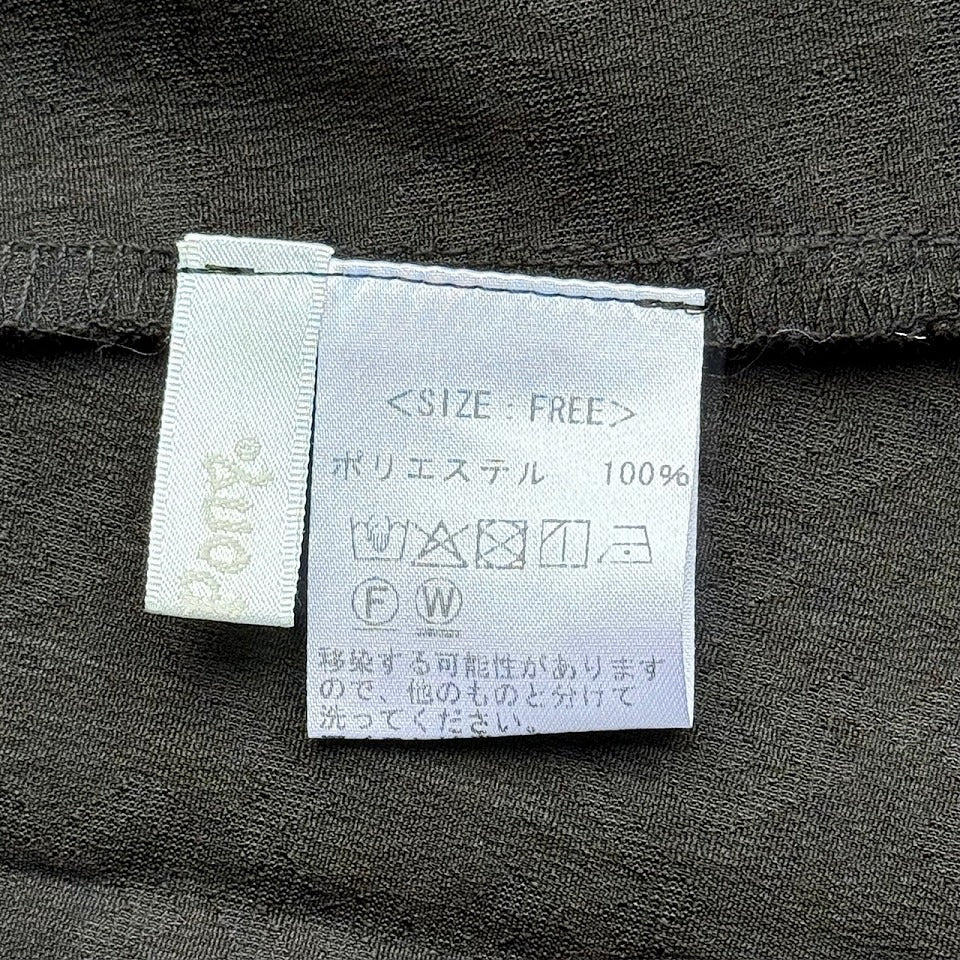 <SIZE : FREE>
ポリエステル 100%
F W
移染する可能性があります
ので、他のものと分けて
洗ってください。